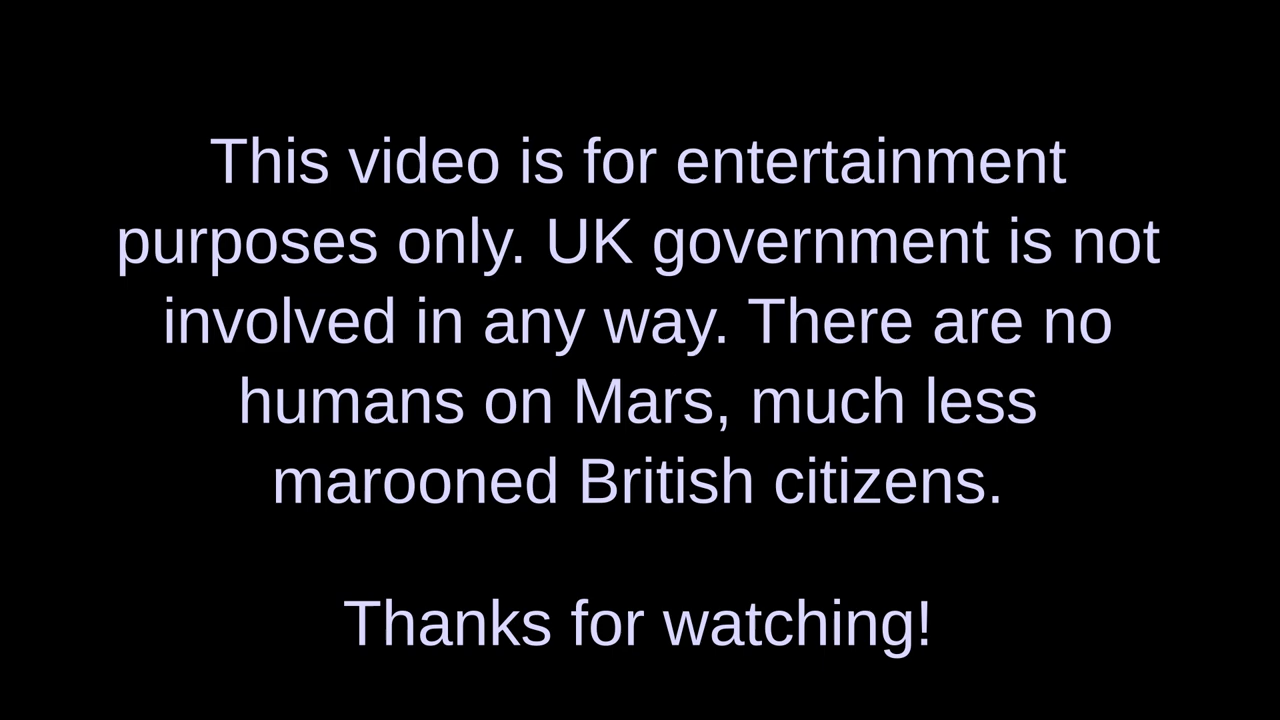 This video is for entertainment
purposes only. UK government is not
involved in any way. There are no
humans on Mars, much less
marooned British citizens.
Thanks for watching!